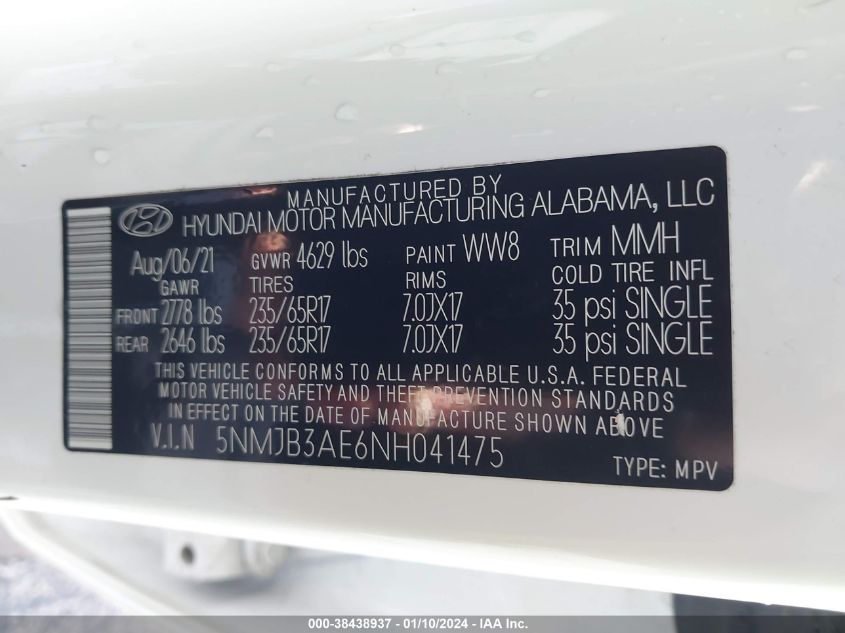 MANUFACTURED BY
HYUNDAI MOTOR MANUFACTURING ALABAMA, LLC
Aug/06/21 GVWR 4629 lbs PAINT WW8 TRIM MMH
GAWR TIRES RIMS COLD TIRE INFL
FRONT 2778 lbs 235/65R17 7.0JX17 35 psi SINGLE
REAR 2646 lbs 235/65R17 7.0JX17 35 psi SINGLE
THIS VEHICLE CONFORMS TO ALL APPLICABLE U.S.A. FEDERAL
MOTOR VEHICLE SAFETY AND THEFT PREVENTION STANDARDS
IN EFFECT ON THE DATE OF MANUFACTURE SHOWN ABOVE
V.I.N 5NMJB3AE6NH041475
TYPE: MPV
000-38438937 — 01/10/2024 — IAA Inc.